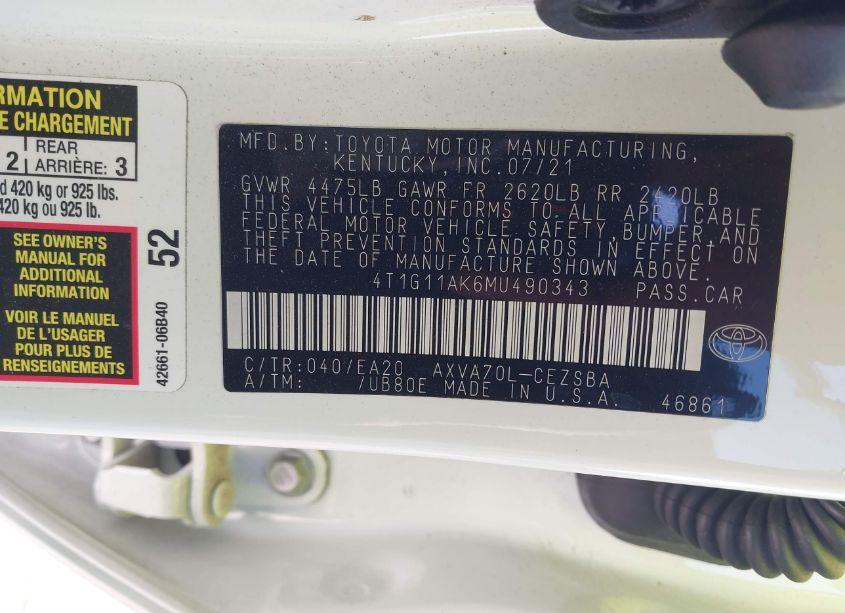 RMATION
E CHARGEMENT
2 REAR 3
ARRIÈRE:
d 420 kg or 925 lbs.
420 kg ou 925 lb.
SEE OWNER'S
MANUAL FOR
ADDITIONAL
INFORMATION
VOIR LE MANUEL
DE L'USAGER
POUR PLUS DE
RENSEIGNEMENTS
52
42661-06B40
MFD.BY:TOYOTA MOTOR MANUFACTURING,
KENTUCKY,INC.07/21
GVWR 4475LB GAWR FR 2620LB RR 2420LB
THIS VEHICLE CONFORMS TO ALL APPLICABLE
FEDERAL MOTOR VEHICLE SAFETY,BUMPER,AND
THEFT PREVENTION STANDARDS IN EFFECT ON
THE DATE OF MANUFACTURE SHOWN ABOVE.
4T1G11AK6MU490343 PASS.CAR
C/TR:040/EA20 AXVA70L-CEZSBA
A/TM: /UB80E MADE IN U.S.A. 46861